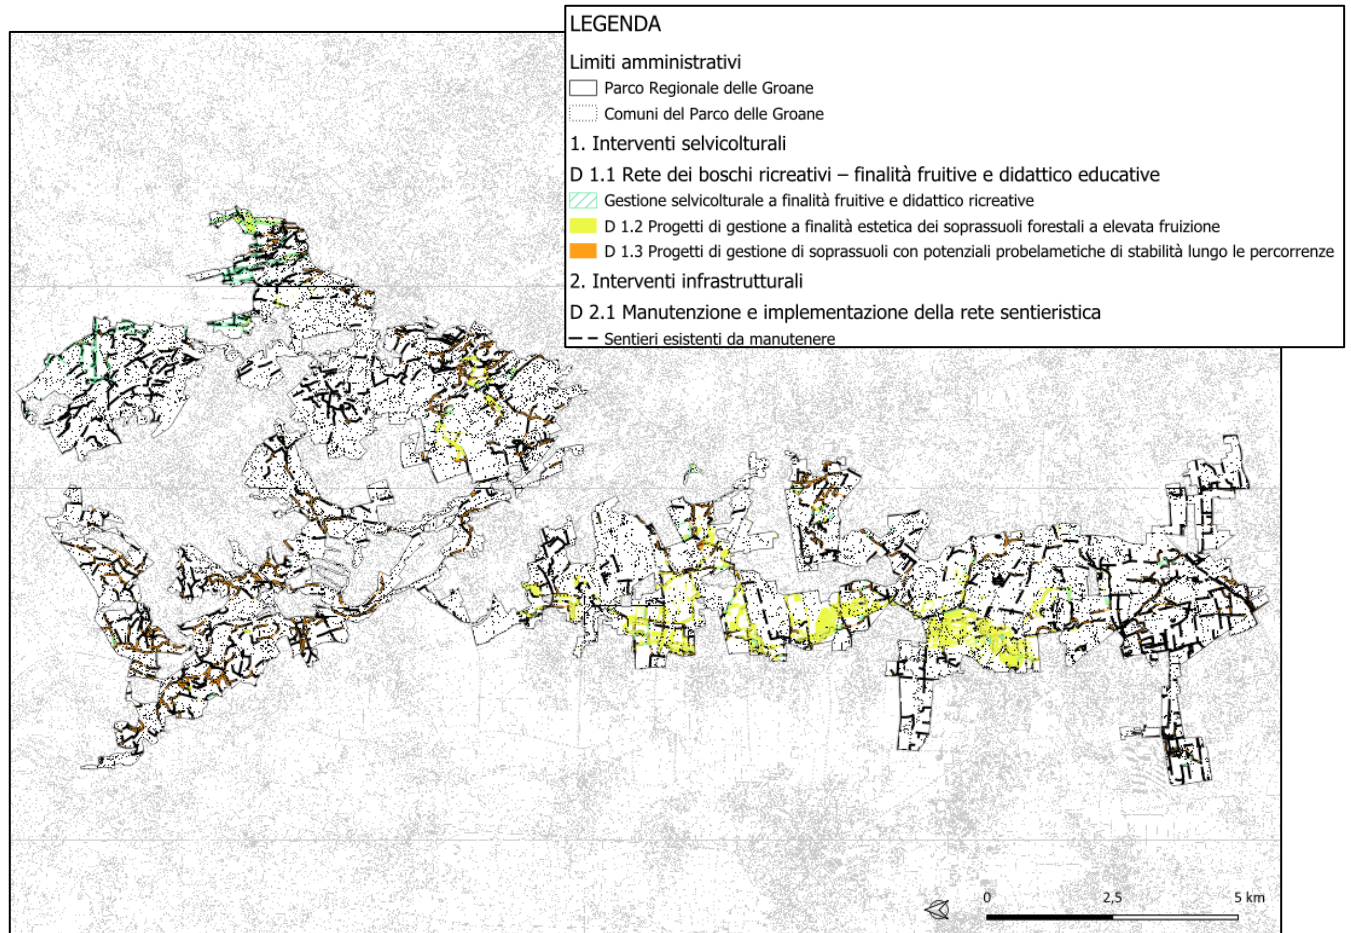 LEGENDA
Limiti amministrativi
Parco Regionale delle Groane
Comuni del Parco delle Groane
1. Interventi selvicolturali
D 1.1 Rete dei boschi ricreativi – finalità fruitive e didattico educative
Gestione selvicolturale a finalità fruitive e didattico ricreative
D 1.2 Progetti di gestione a finalità estetica dei soprassuoli forestali a elevata fruizione
D 1.3 Progetti di gestione di soprassuoli con potenziali probelametiche di stabilità lungo le percorrenze
2. Interventi infrastrutturali
D 2.1 Manutenzione e implementazione della rete sentieristica
Sentieri esistenti da manutenere
0 2,5 5 km